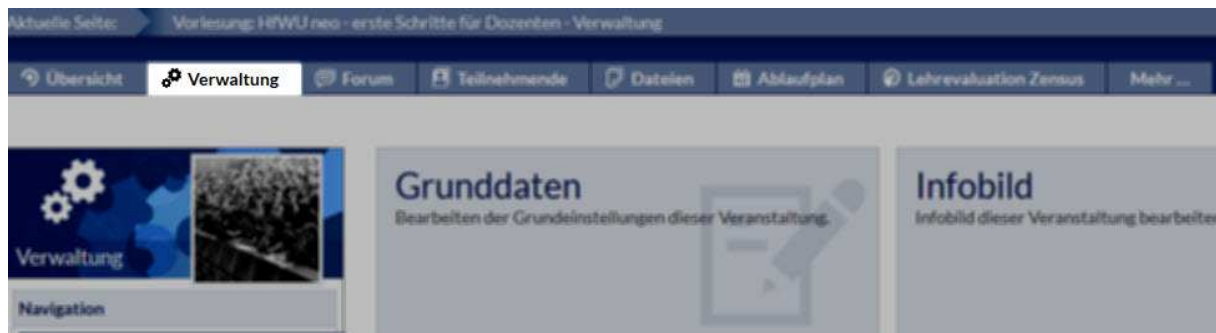 Aktuelle Seite: Vorlesung: HfWU neo - erste Schritte für Dozenten - Verwaltung
Übersicht Verwaltung Forum Teilnehmende Dateien Ablaufplan Lehrevaluation Zensus Mehr ...
Verwaltung
Navigation
Grunddaten
Bearbeiten der Grundeinstellungen dieser Veranstaltung.
Infobild
Infobild dieser Veranstaltung bearbeiten